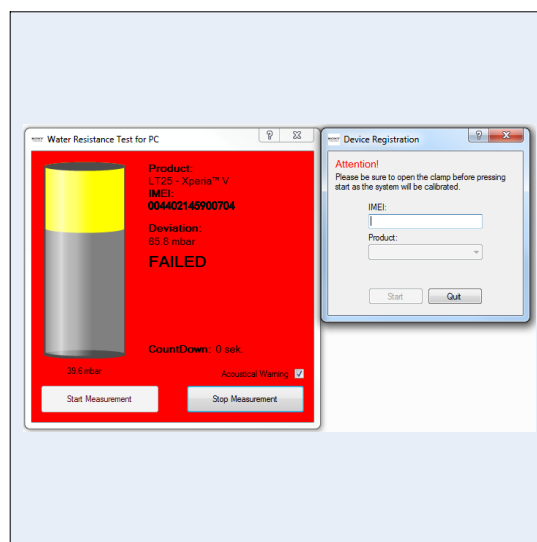 Water Resistance Test for PC
Product:
LT25 - Xperia™ V
IMEI:
004402145900704
Deviation:
85.8 mbar
FAILED
CountDown: 0 sek.
39.6 mbar
Acoustical Warning
Start Measurement
Stop Measurement
Device Registration
Attention!
Please be sure to open the clamp before pressing
start as the system will be calibrated.
IMEI:
Product:
Start
Quit